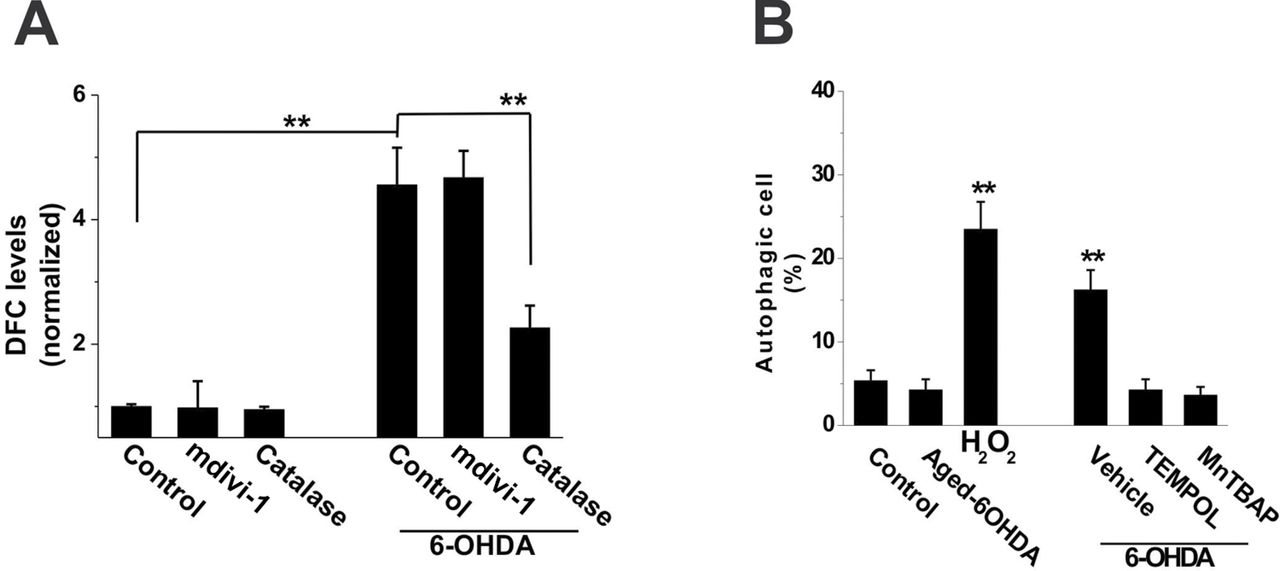 A
DFC levels
(normalized)
6
4
2
**
**
Control
mdivi-1
Catalase
Control
mdivi-1
Catalase
6-OHDA
B
Autophagic cell
(%)
40
30
20
10
0
**
**
Control
Aged-6OHDA
H2O2
Vehicle
TEMPOL
MnTBAP
6-OHDA